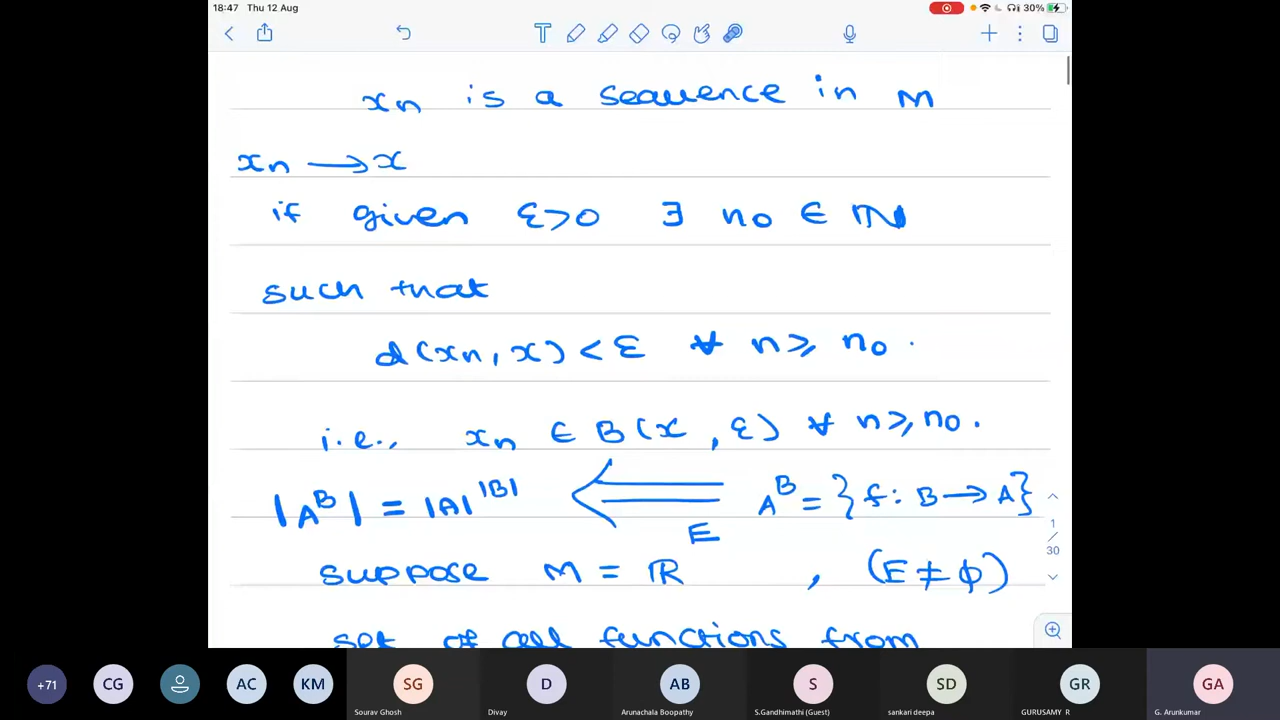 18:47 Thu 12 Aug
30%
xn is a sequence in M
xn ⟶ x
if given ε>0 ∃ n₀ ∈ ℕ
such that
d(xn, x) < ε ∀ n ⩾ n₀.
i.e., xn ∈ B(x, ε) ∀ n ⩾ n₀.
|A^B| = |A|^|B| ⟸ A^B = {f: B ⟶ A}
suppose M = ℝ^E, (E ≠ ϕ)
set of all functions from
1
/
30
+71 CG AC KM SG D AB S SD GR GA
Sourav Ghosh Divay Arunachala Boopathy S.Gandhimathi (Guest) sankari deepa GURUSAMY R G. Arunkumar